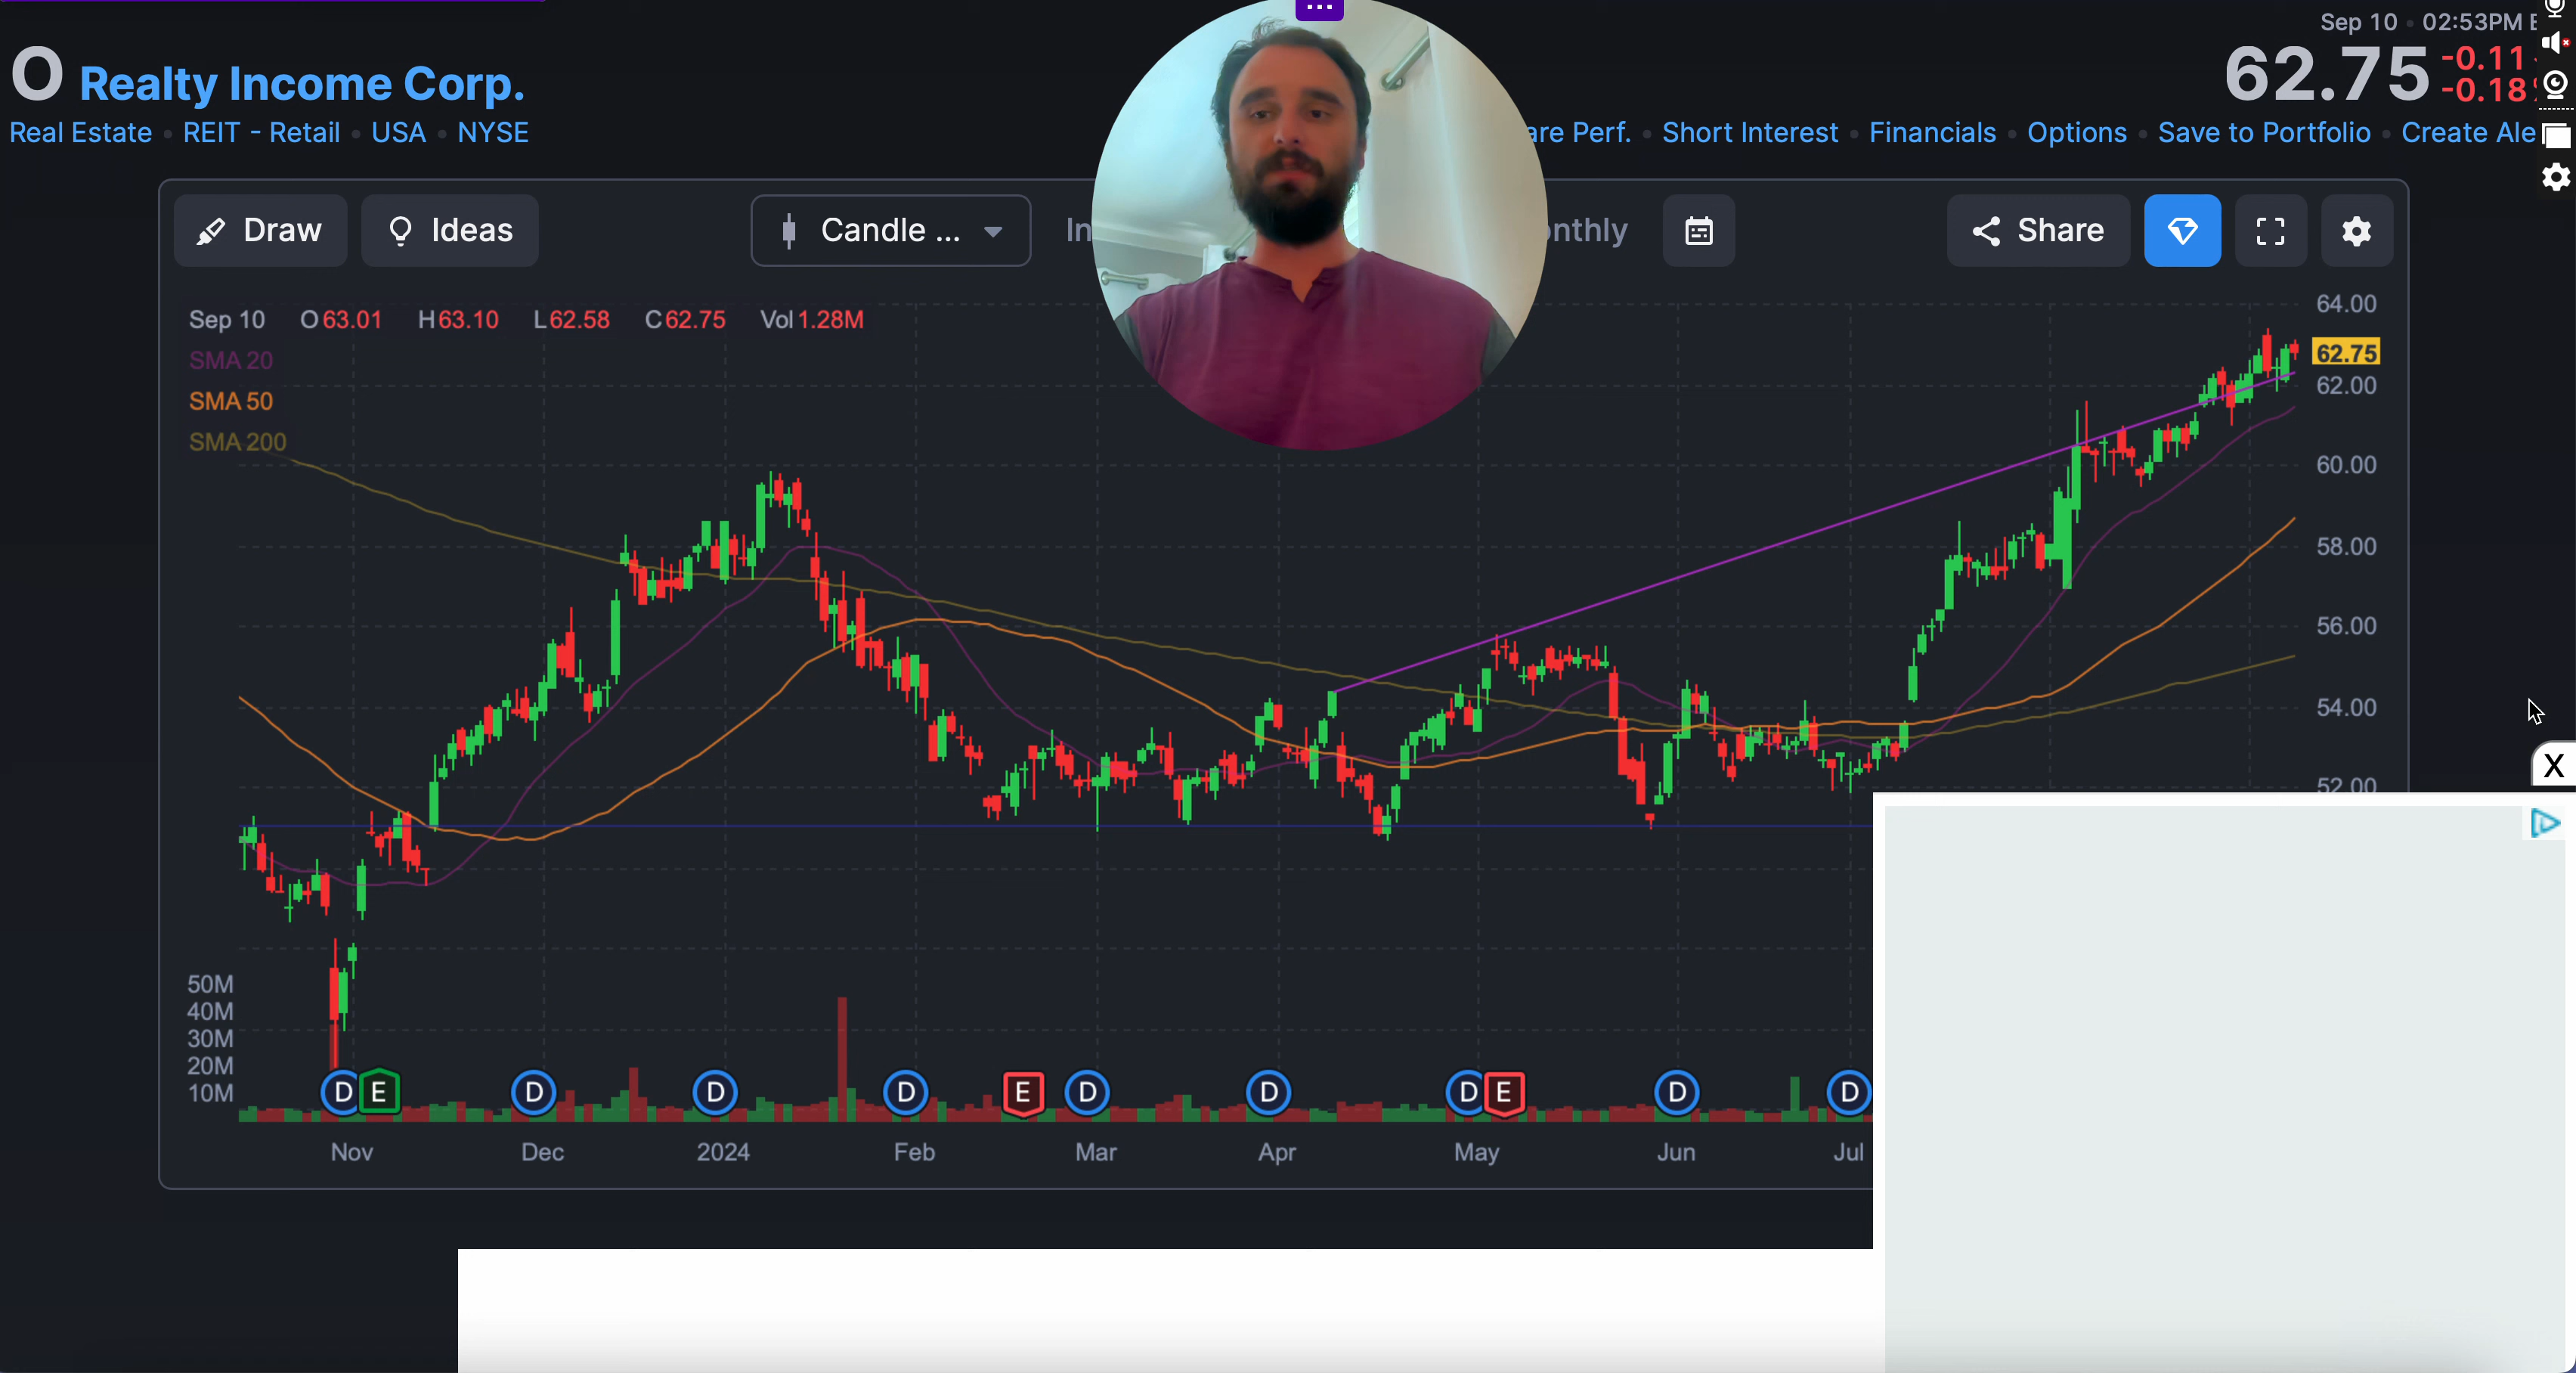 Sep 10 • 02:53PM E
O Realty Income Corp.
62.75
-0.11
-0.18
Real Estate • REIT - Retail • USA • NYSE
are Perf. • Short Interest • Financials • Options • Save to Portfolio • Create Ale
Draw
Ideas
Candle ...
In
onthly
Share
Sep 10 O 63.01 H 63.10 L 62.58 C 62.75 Vol 1.28M
SMA 20
SMA 50
SMA 200
64.00
62.75
62.00
60.00
58.00
56.00
54.00
52.00
X
50M
40M
30M
20M
10M
D E D D D E D D D E D D
Nov Dec 2024 Feb Mar Apr May Jun Jul